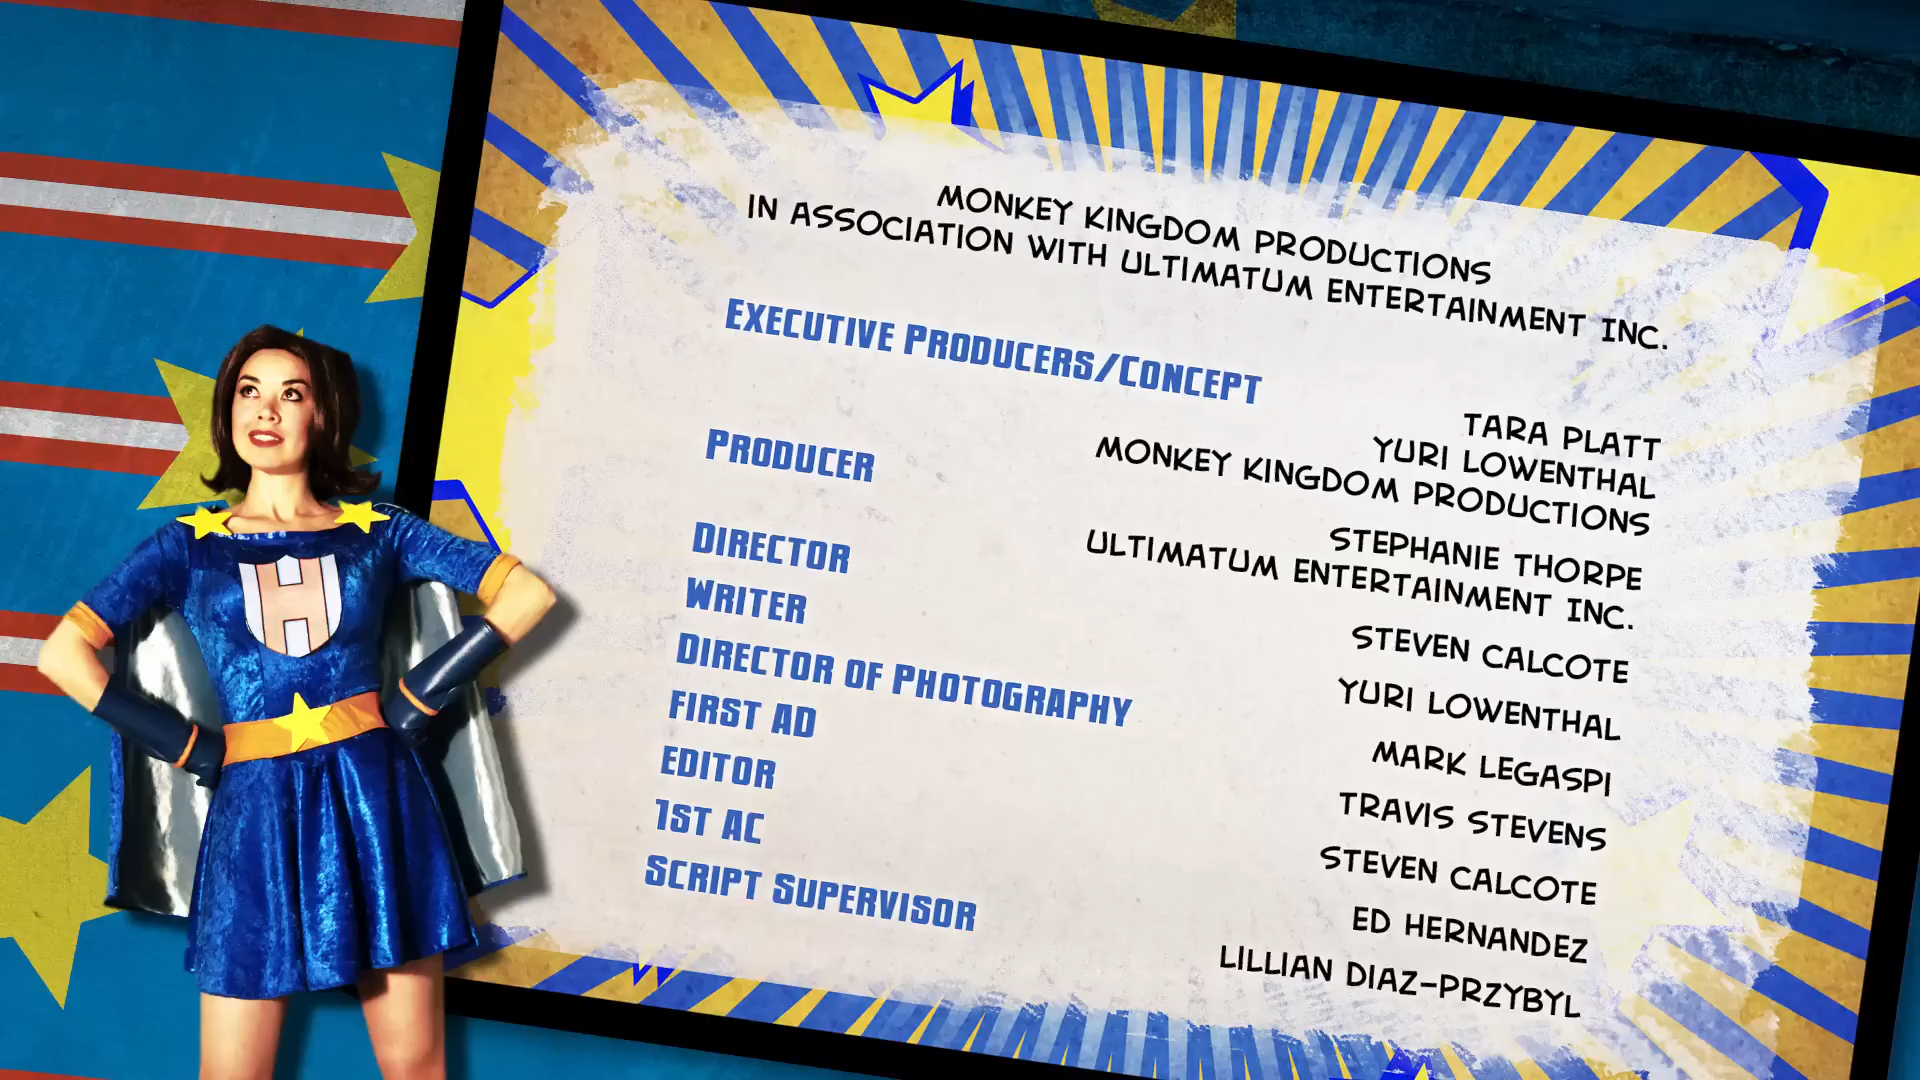 MONKEY KINGDOM PRODUCTIONS
IN ASSOCIATION WITH ULTIMATUM ENTERTAINMENT INC.
EXECUTIVE PRODUCERS/CONCEPT
TARA PLATT
YURI LOWENTHAL
MONKEY KINGDOM PRODUCTIONS
PRODUCER
STEPHANIE THORPE
ULTIMATUM ENTERTAINMENT INC.
DIRECTOR
STEVEN CALCOTE
WRITER
YURI LOWENTHAL
DIRECTOR OF PHOTOGRAPHY
MARK LEGASPI
FIRST AD
TRAVIS STEVENS
EDITOR
STEVEN CALCOTE
1ST AC
ED HERNANDEZ
SCRIPT SUPERVISOR
LILLIAN DIAZ-PRZYBYL
H